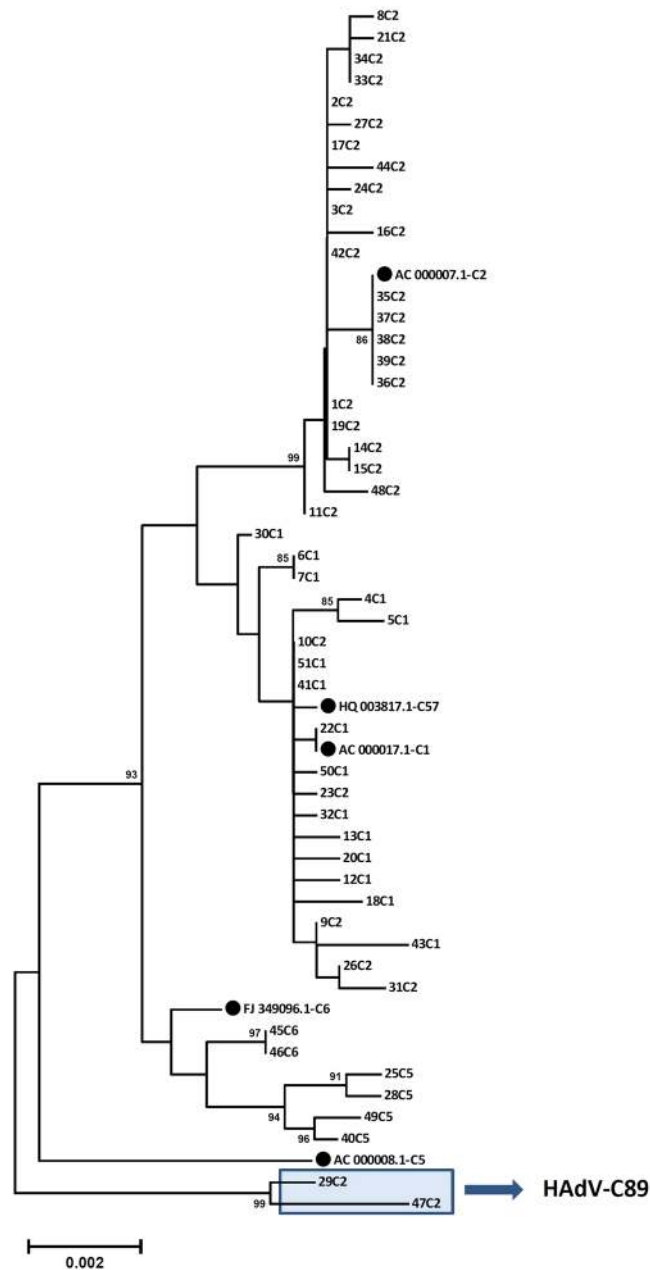 8C2
21C2
34C2
33C2
2C2
27C2
17C2
44C2
24C2
3C2
16C2
42C2
AC 000007.1-C2
35C2
37C2
86
38C2
39C2
36C2
1C2
19C2
99
14C2
15C2
48C2
11C2
30C1
85
6C1
7C1
85
4C1
5C1
10C2
51C1
41C1
HQ 003817.1-C57
22C1
AC 000017.1-C1
93
50C1
23C2
32C1
13C1
20C1
12C1
18C1
9C2
43C1
26C2
31C2
FJ 349096.1-C6
97
45C6
46C6
91
25C5
28C5
94
49C5
96
40C5
AC 000008.1-C5
29C2
HAdV-C89
99
47C2
0.002